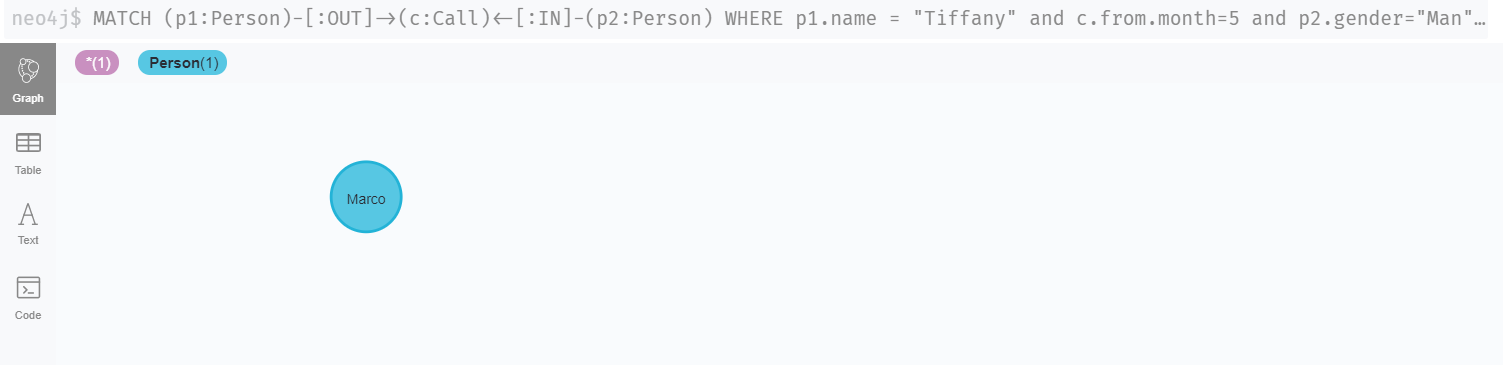 neo4j$ MATCH (p1:Person)-[:OUT]->(c:Call)<-[:IN]-(p2:Person) WHERE p1.name = "Tiffany" and c.from.month=5 and p2.gender="Man"…
*(1) Person(1)
Graph
Marco
Table
Text
Code